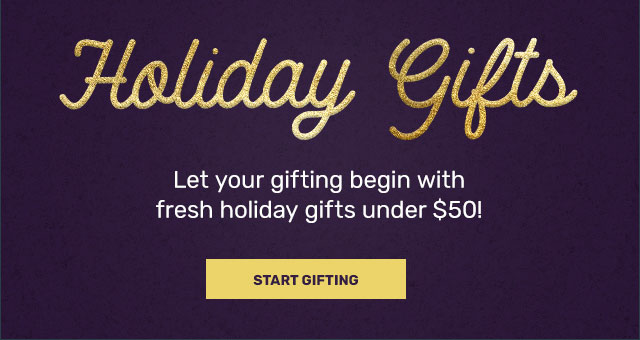 Holiday Gifts
Let your gifting begin with
fresh holiday gifts under $50!
START GIFTING